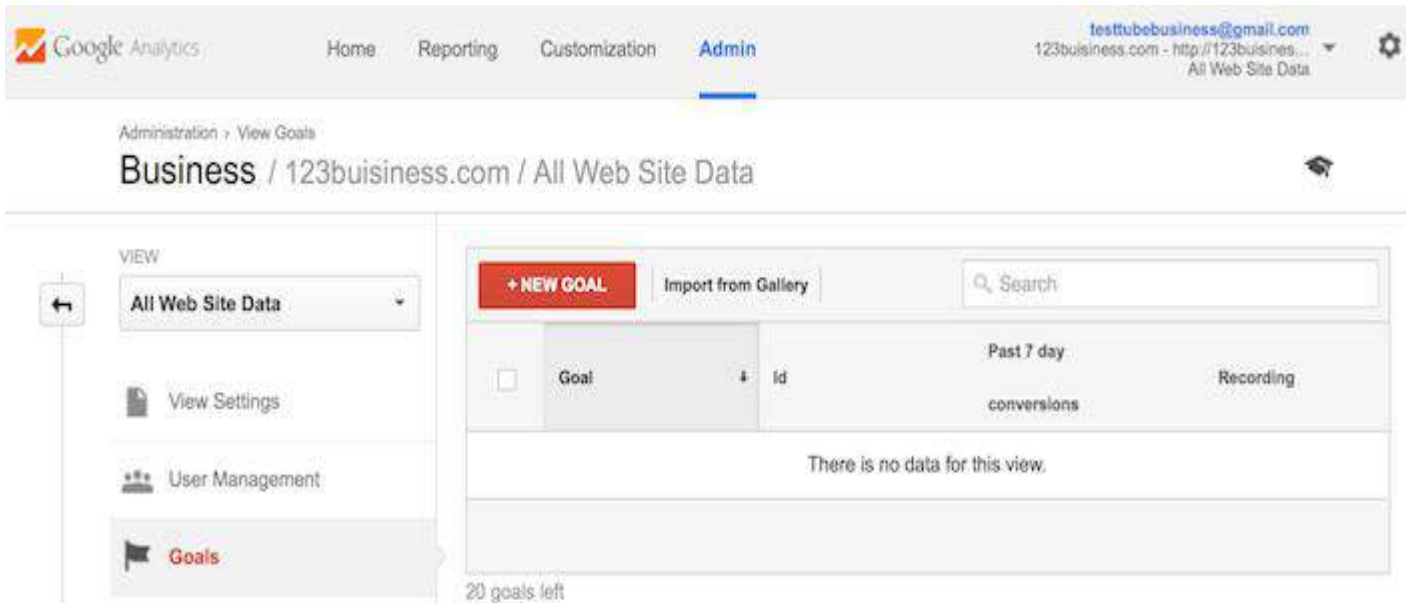 Google Analytics
Home
Reporting
Customization
Admin
testtubebusiness@gmail.com
123buisiness.com - http://123buisines...
All Web Site Data
Administration › View Goals
Business / 123buisiness.com / All Web Site Data
VIEW
All Web Site Data
View Settings
User Management
Goals
+ NEW GOAL
Import from Gallery
Search
Goal
Id
Past 7 day
conversions
Recording
There is no data for this view.
20 goals left